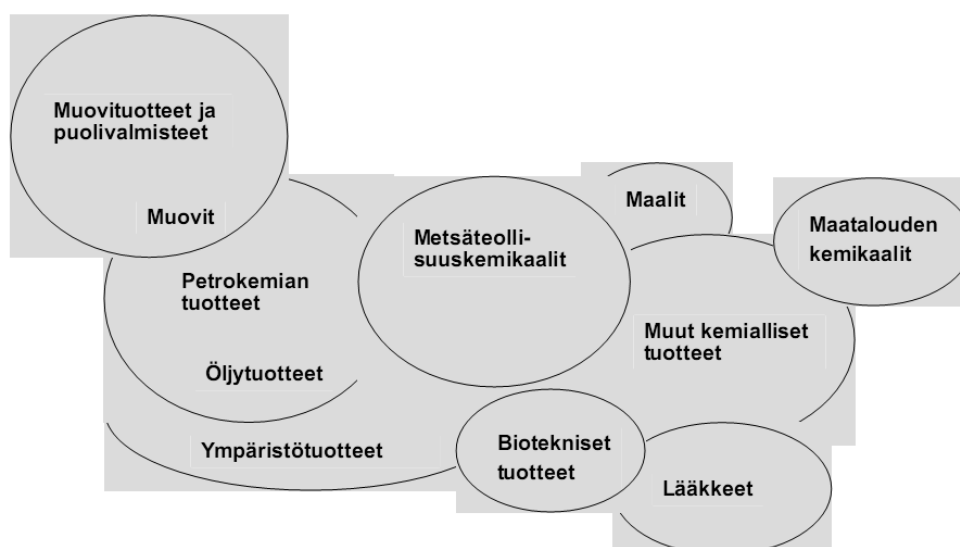 Muovituotteet ja
puolivalmisteet
Muovit
Petrokemian
tuotteet
Öljytuotteet
Ympäristötuotteet
Metsäteolli-
suuskemikaalit
Maalit
Maatalouden
kemikaalit
Muut kemialliset
tuotteet
Biotekniset
tuotteet
Lääkkeet